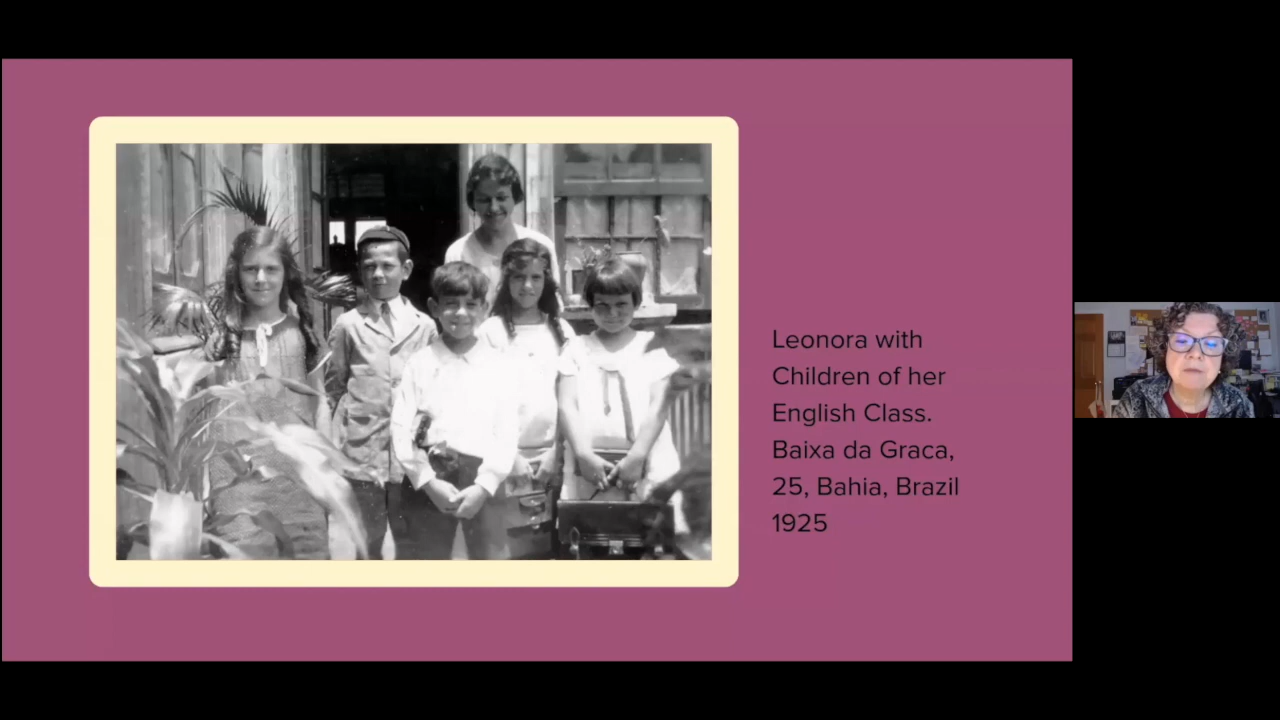 Leonora with
Children of her
English Class.
Baixa da Graca,
25, Bahia, Brazil
1925